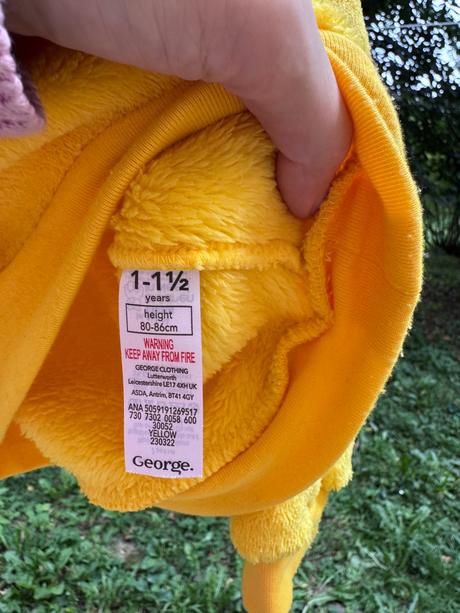 1-1½
years
height
80-86cm
WARNING
KEEP AWAY FROM FIRE
GEORGE CLOTHING
Lutterworth
Leicestershire LE17 4XH UK
ASDA, Antrim, BT41 4GY
ANA 5059191269517
730 7302 0058 600
30052
YELLOW
230322
George.